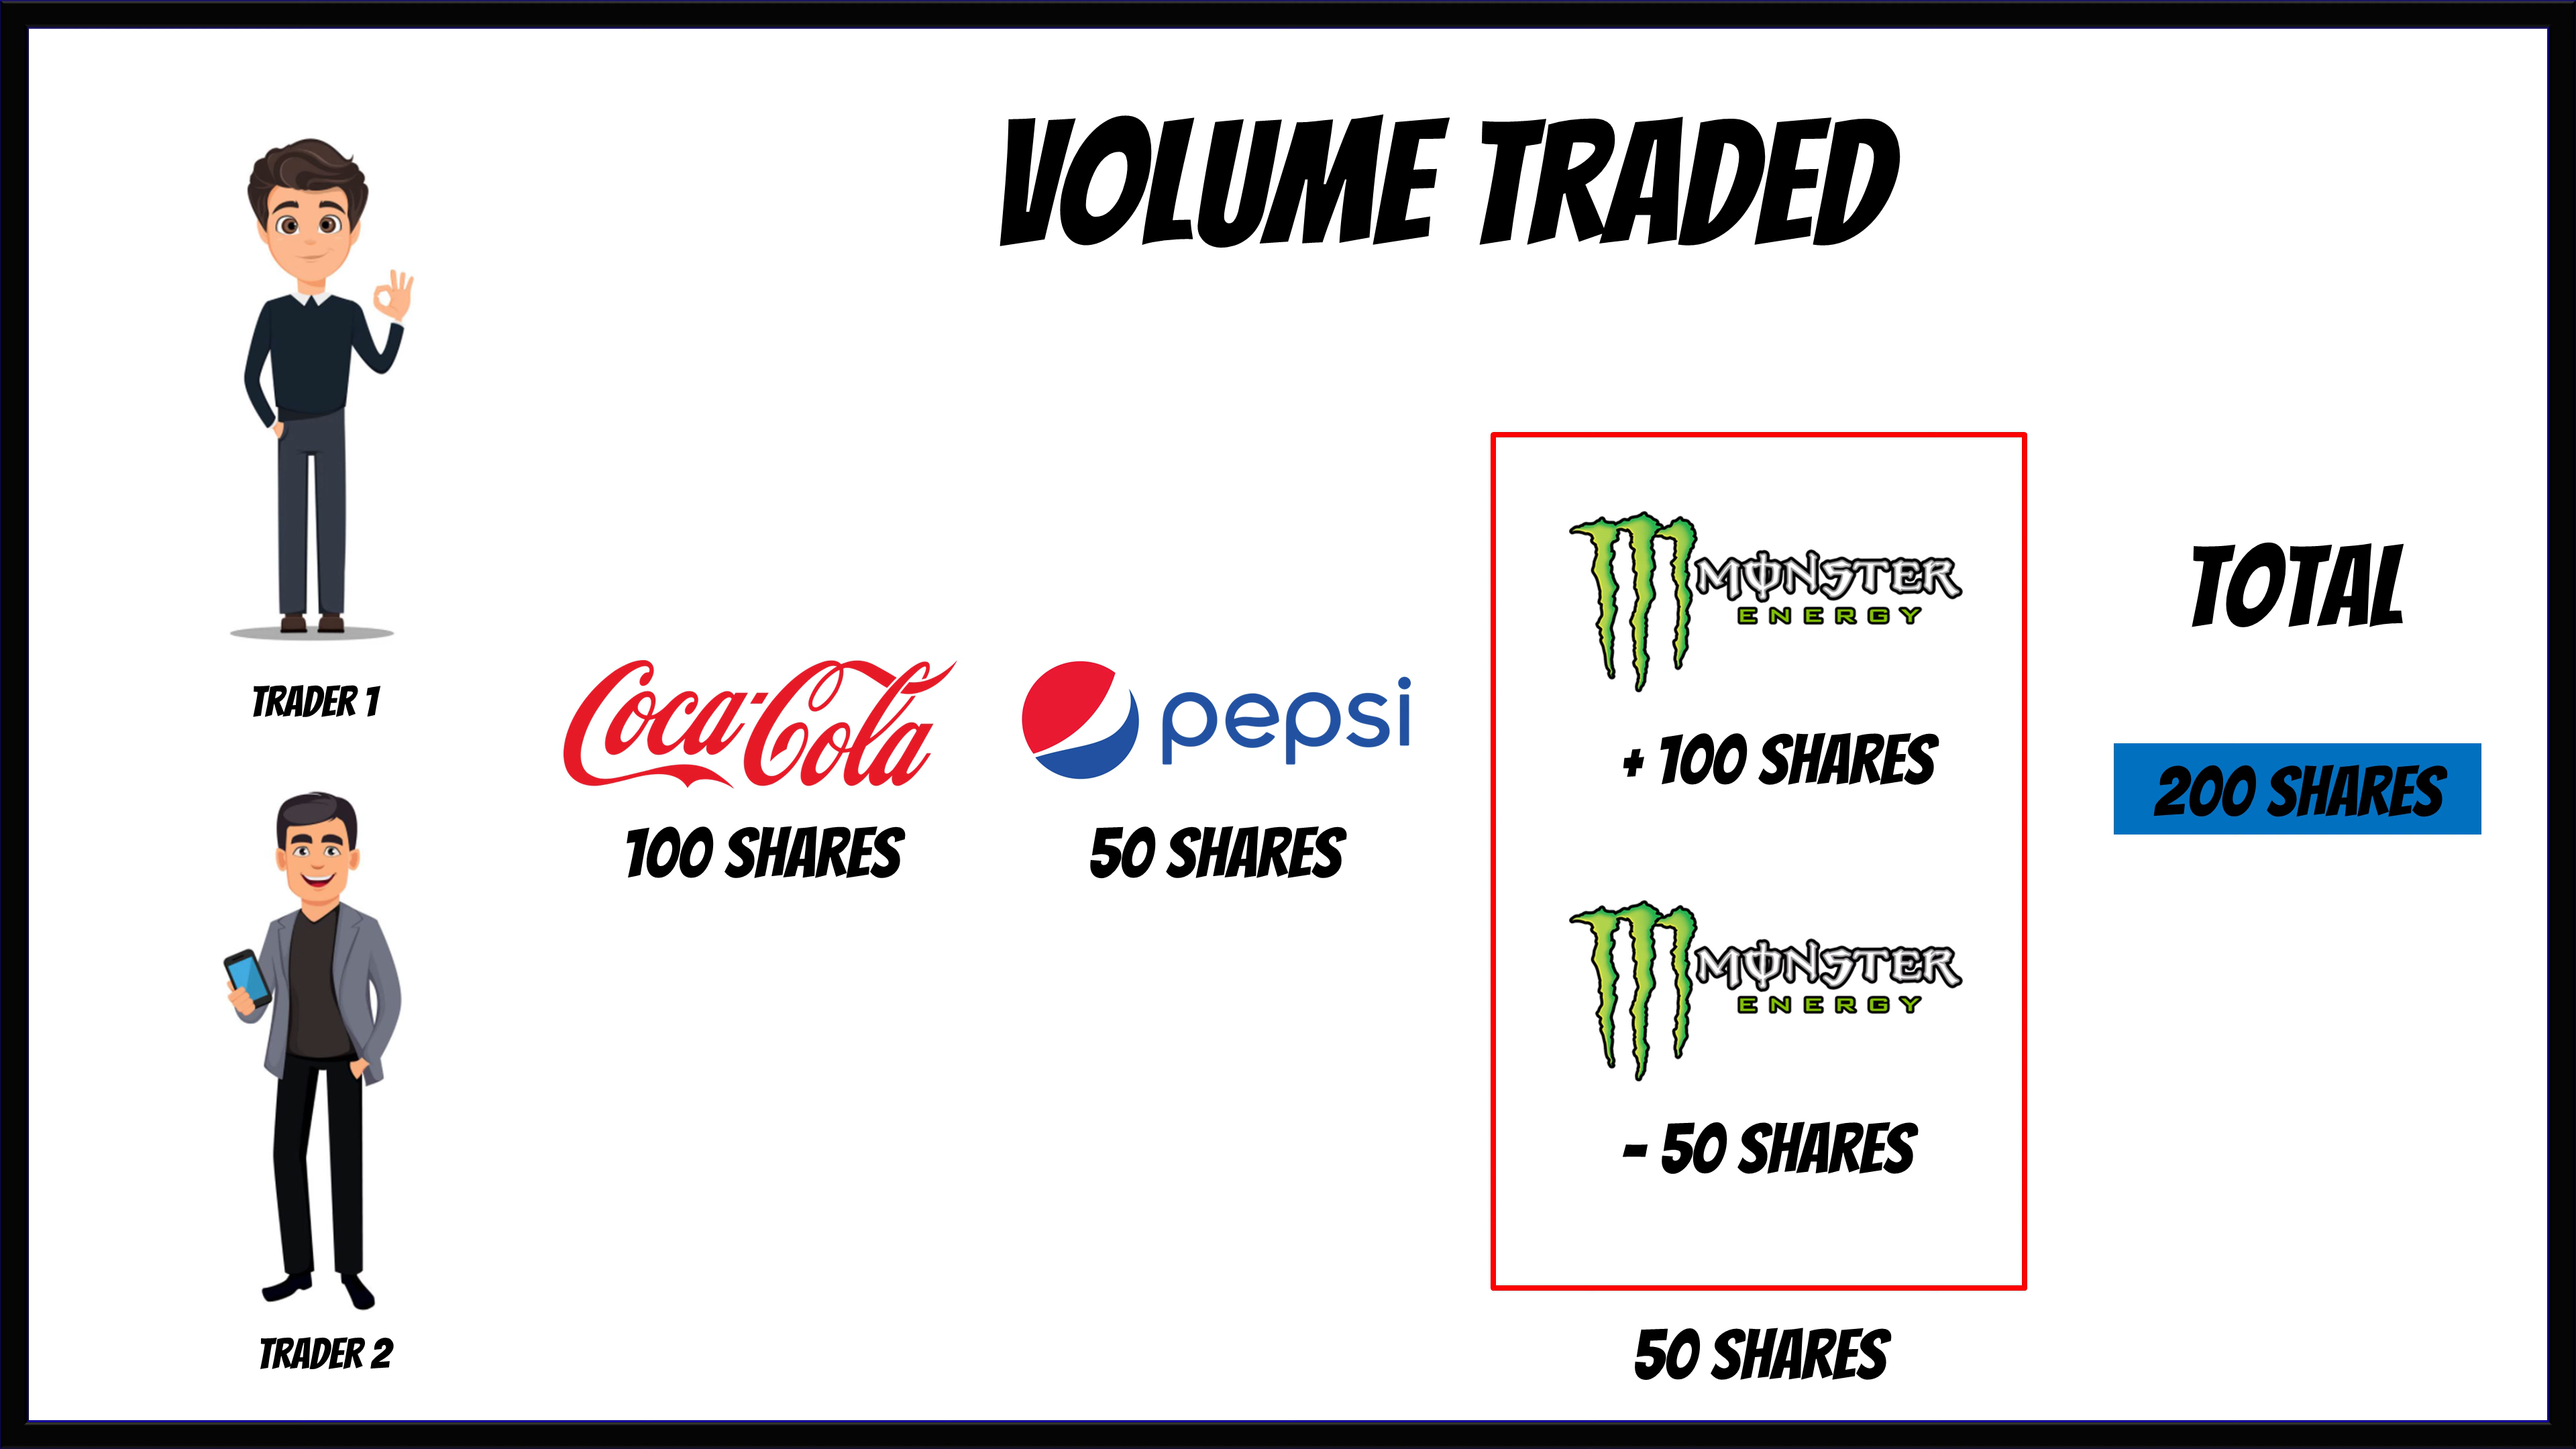 VOLUME TRADED
TRADER 1
Coca-Cola
100 SHARES
pepsi
50 SHARES
MONSTER
ENERGY
+ 100 SHARES
MONSTER
ENERGY
- 50 SHARES
50 SHARES
TOTAL
200 SHARES
TRADER 2